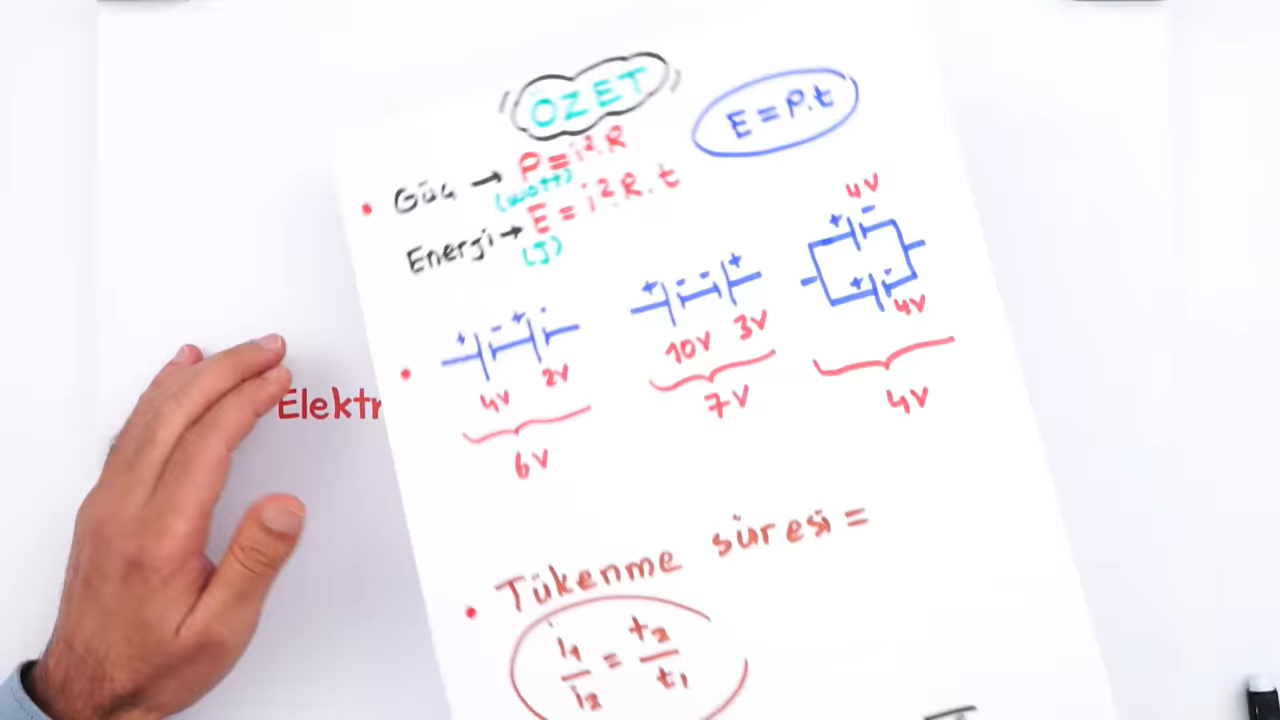 ÖZET
E = P.t
• Güç → P = i².R
(watt)
Energi → E = i².R.t
(J)
4V
+ - + -
+ - - +
+ -
+ -
4V 2V
10V 3V
4V
6V
7V
4V
Elektr
• Tükenme süresi =
i₁/i₂ = t₂/t₁